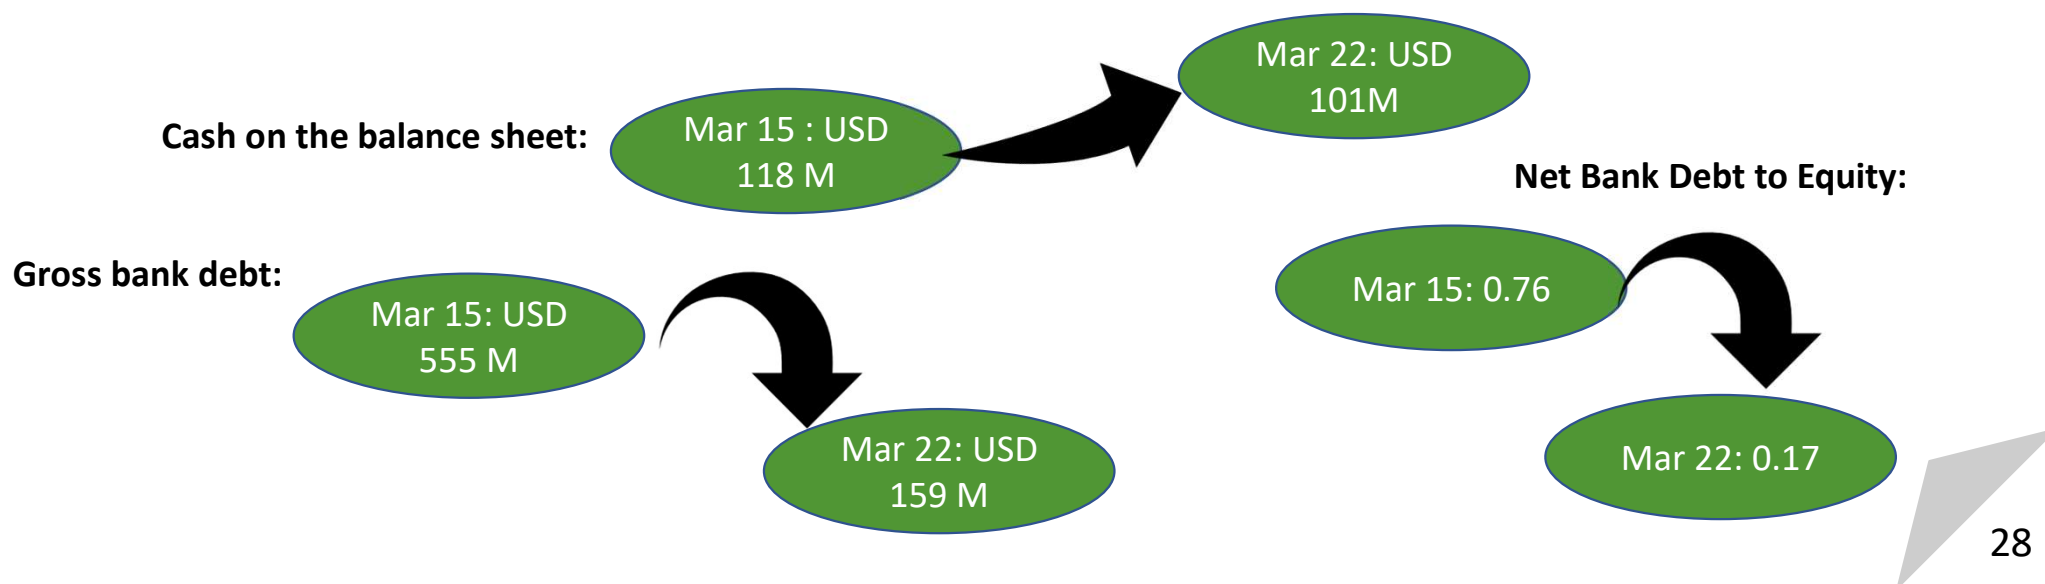 Cash on the balance sheet:
Mar 15 : USD
118 M
Mar 22: USD
101M
Gross bank debt:
Mar 15: USD
555 M
Mar 22: USD
159 M
Net Bank Debt to Equity:
Mar 15: 0.76
Mar 22: 0.17
28